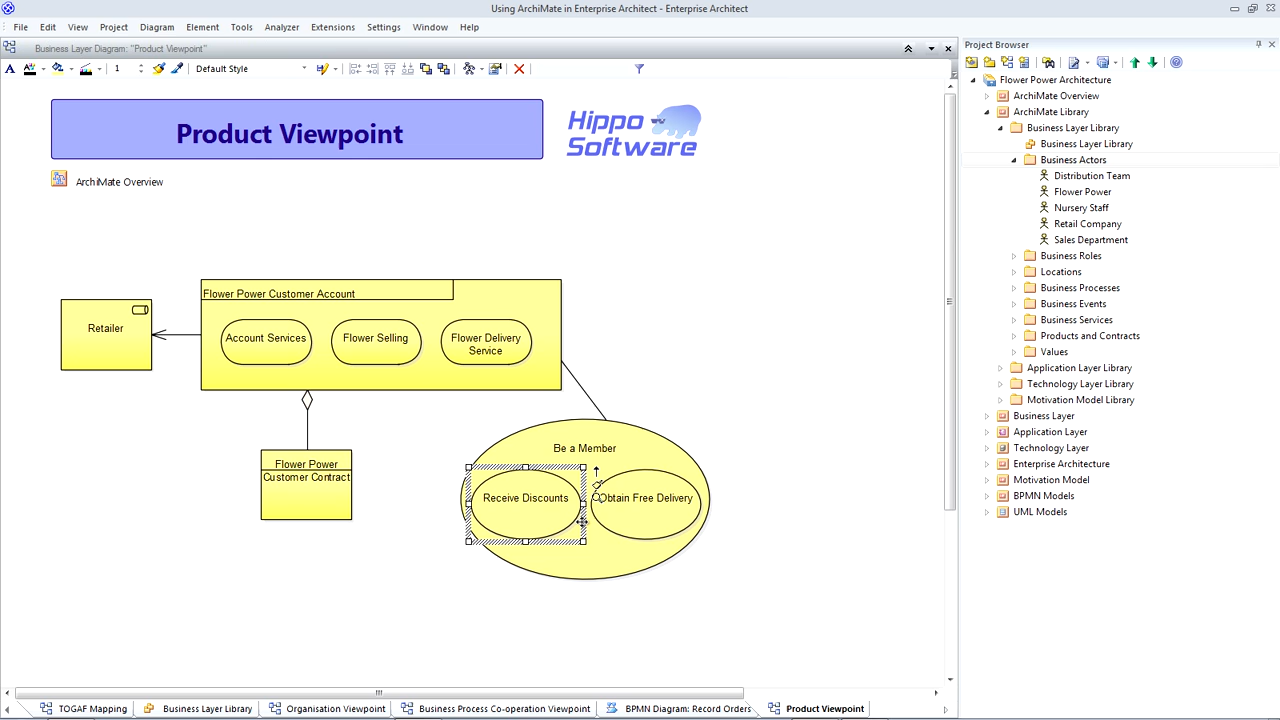 Using ArchiMate in Enterprise Architect - Enterprise Architect
File Edit View Project Diagram Element Tools Analyzer Extensions Settings Window Help
Business Layer Diagram: "Product Viewpoint"
1 Default Style
Product Viewpoint
Hippo
Software
ArchiMate Overview
Flower Power Customer Account
Retailer
Account Services
Flower Selling
Flower Delivery
Service
Flower Power
Customer Contract
Be a Member
Receive Discounts
Obtain Free Delivery
Project Browser
Flower Power Architecture
ArchiMate Overview
ArchiMate Library
Business Layer Library
Business Layer Library
Business Actors
Distribution Team
Flower Power
Nursery Staff
Retail Company
Sales Department
Business Roles
Locations
Business Processes
Business Events
Business Services
Products and Contracts
Values
Application Layer Library
Technology Layer Library
Motivation Model Library
Business Layer
Application Layer
Technology Layer
Enterprise Architecture
Motivation Model
BPMN Models
UML Models
TOGAF Mapping Business Layer Library Organisation Viewpoint Business Process Co-operation Viewpoint BPMN Diagram: Record Orders Product Viewpoint